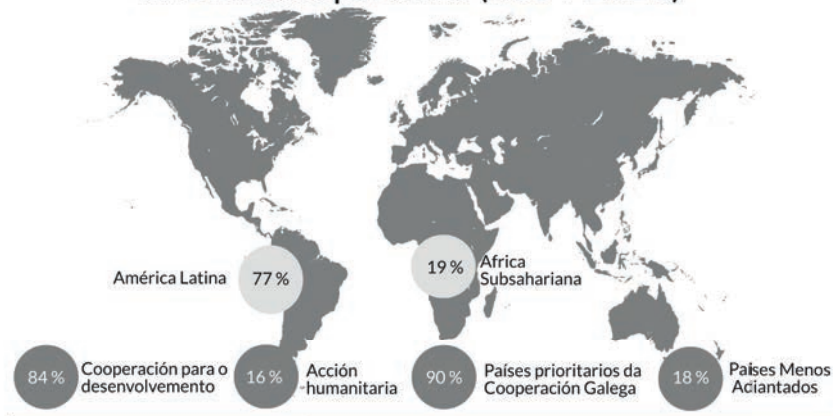 América Latina
77 %
19 %
Africa
Subsahariana
84 %
Cooperación para o
desenvolvemento
16 %
Acción
humanitaria
90 %
Países prioritarios da
Cooperación Galega
18 %
Países Menos
Adiantados